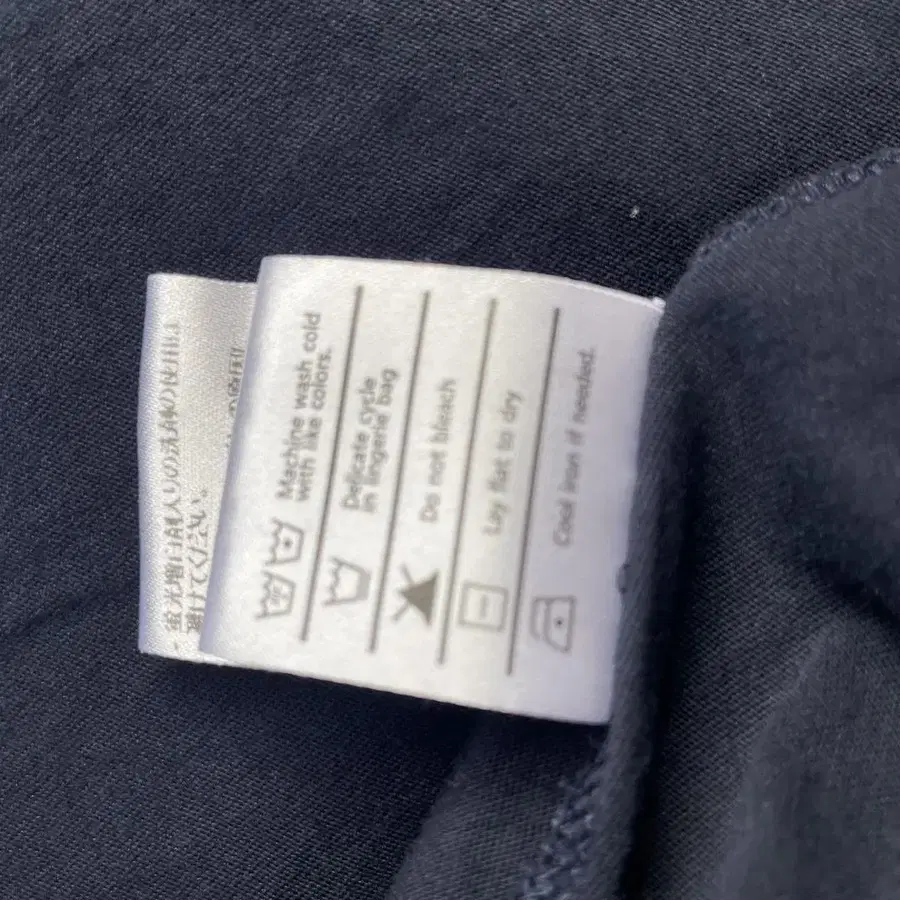 Machine wash cold
with like colors.
Delicate cycle
in lingerie bag
Do not bleach
Lay flat to dry
Cool iron if needed.
・蛍光増白剤入りの洗剤の使用は
避けてください。